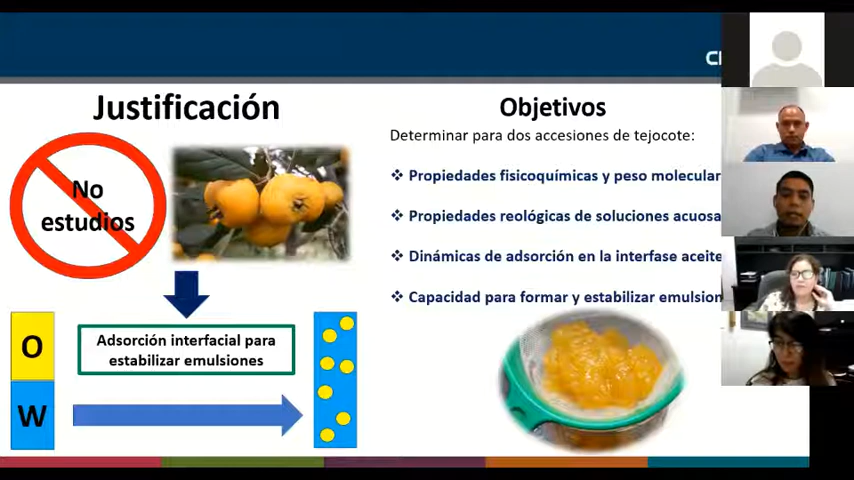 Justificación
No
estudios
O
W
Adsorción interfacial para
estabilizar emulsiones
Objetivos
Determinar para dos accesiones de tejocote:
❖ Propiedades fisicoquímicas y peso molecular
❖ Propiedades reológicas de soluciones acuosa
❖ Dinámicas de adsorción en la interfase aceite
❖ Capacidad para formar y estabilizar emulsion